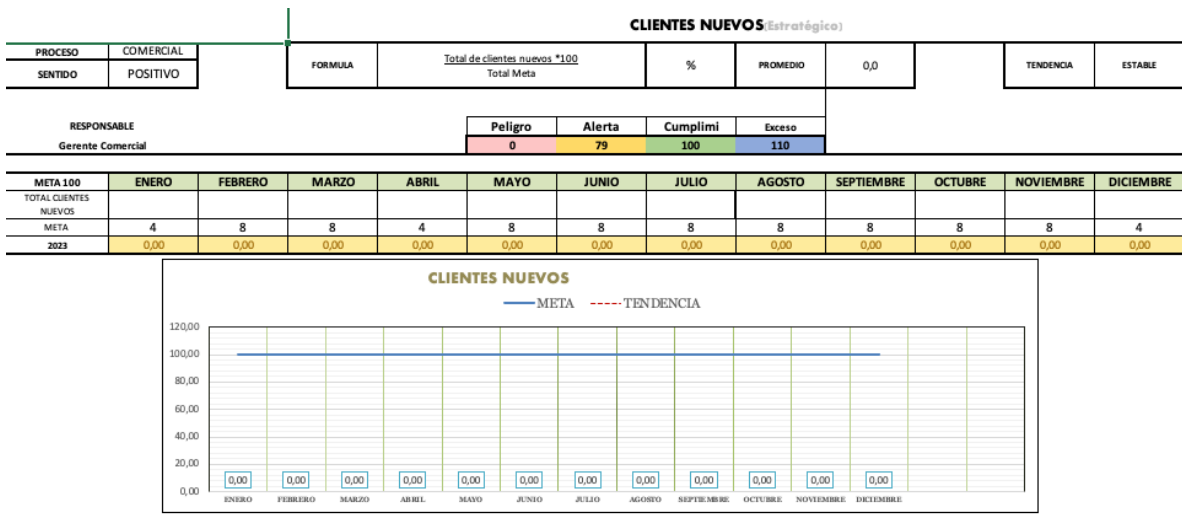 CLIENTES NUEVOS(Estratégico)
PROCESO COMERCIAL
SENTIDO POSITIVO
FORMULA
Total de clientes nuevos *100
Total Meta
% PROMEDIO 0,0 TENDENCIA ESTABLE
RESPONSABLE
Gerente Comercial
Peligro Alerta Cumplimi Exceso
0 79 100 110
META 100 ENERO FEBRERO MARZO ABRIL MAYO JUNIO JULIO AGOSTO SEPTIEMBRE OCTUBRE NOVIEMBRE DICIEMBRE
TOTAL CLIENTES
NUEVOS
META 4 8 8 4 8 8 8 8 8 8 8 4
2023 0,00 0,00 0,00 0,00 0,00 0,00 0,00 0,00 0,00 0,00 0,00 0,00
CLIENTES NUEVOS
META TENDENCIA
120,00
100,00
80,00
60,00
40,00
20,00
0,00
0,00 0,00 0,00 0,00 0,00 0,00 0,00 0,00 0,00 0,00 0,00 0,00
ENERO FEBRERO MARZO ABRIL MAYO JUNIO JULIO AGOSTO SEPTIEMBRE OCTUBRE NOVIEMBRE DICIEMBRE